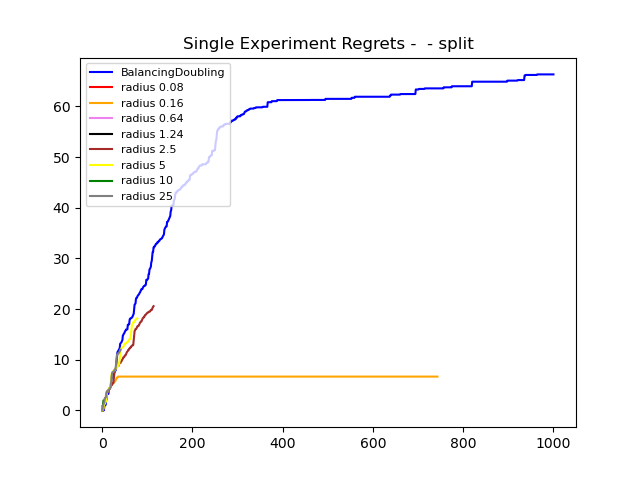 Single Experiment Regrets -  - split
BalancingDoubling
radius 0.08
radius 0.16
radius 0.64
radius 1.24
radius 2.5
radius 5
radius 10
radius 25
60
50
40
30
20
10
0
0 200 400 600 800 1000